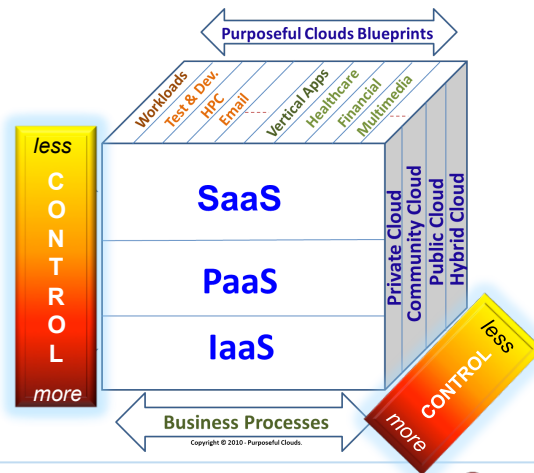 Purposeful Clouds Blueprints
Workloads
Test & Dev.
HPC
Email
Vertical Apps
Healthcare
Financial
Multimedia
less
CONTROL
more
SaaS
PaaS
IaaS
Private Cloud
Community Cloud
Public Cloud
Hybrid Cloud
less
CONTROL
more
Business Processes
Copyright © 2010 - Purposeful Clouds.